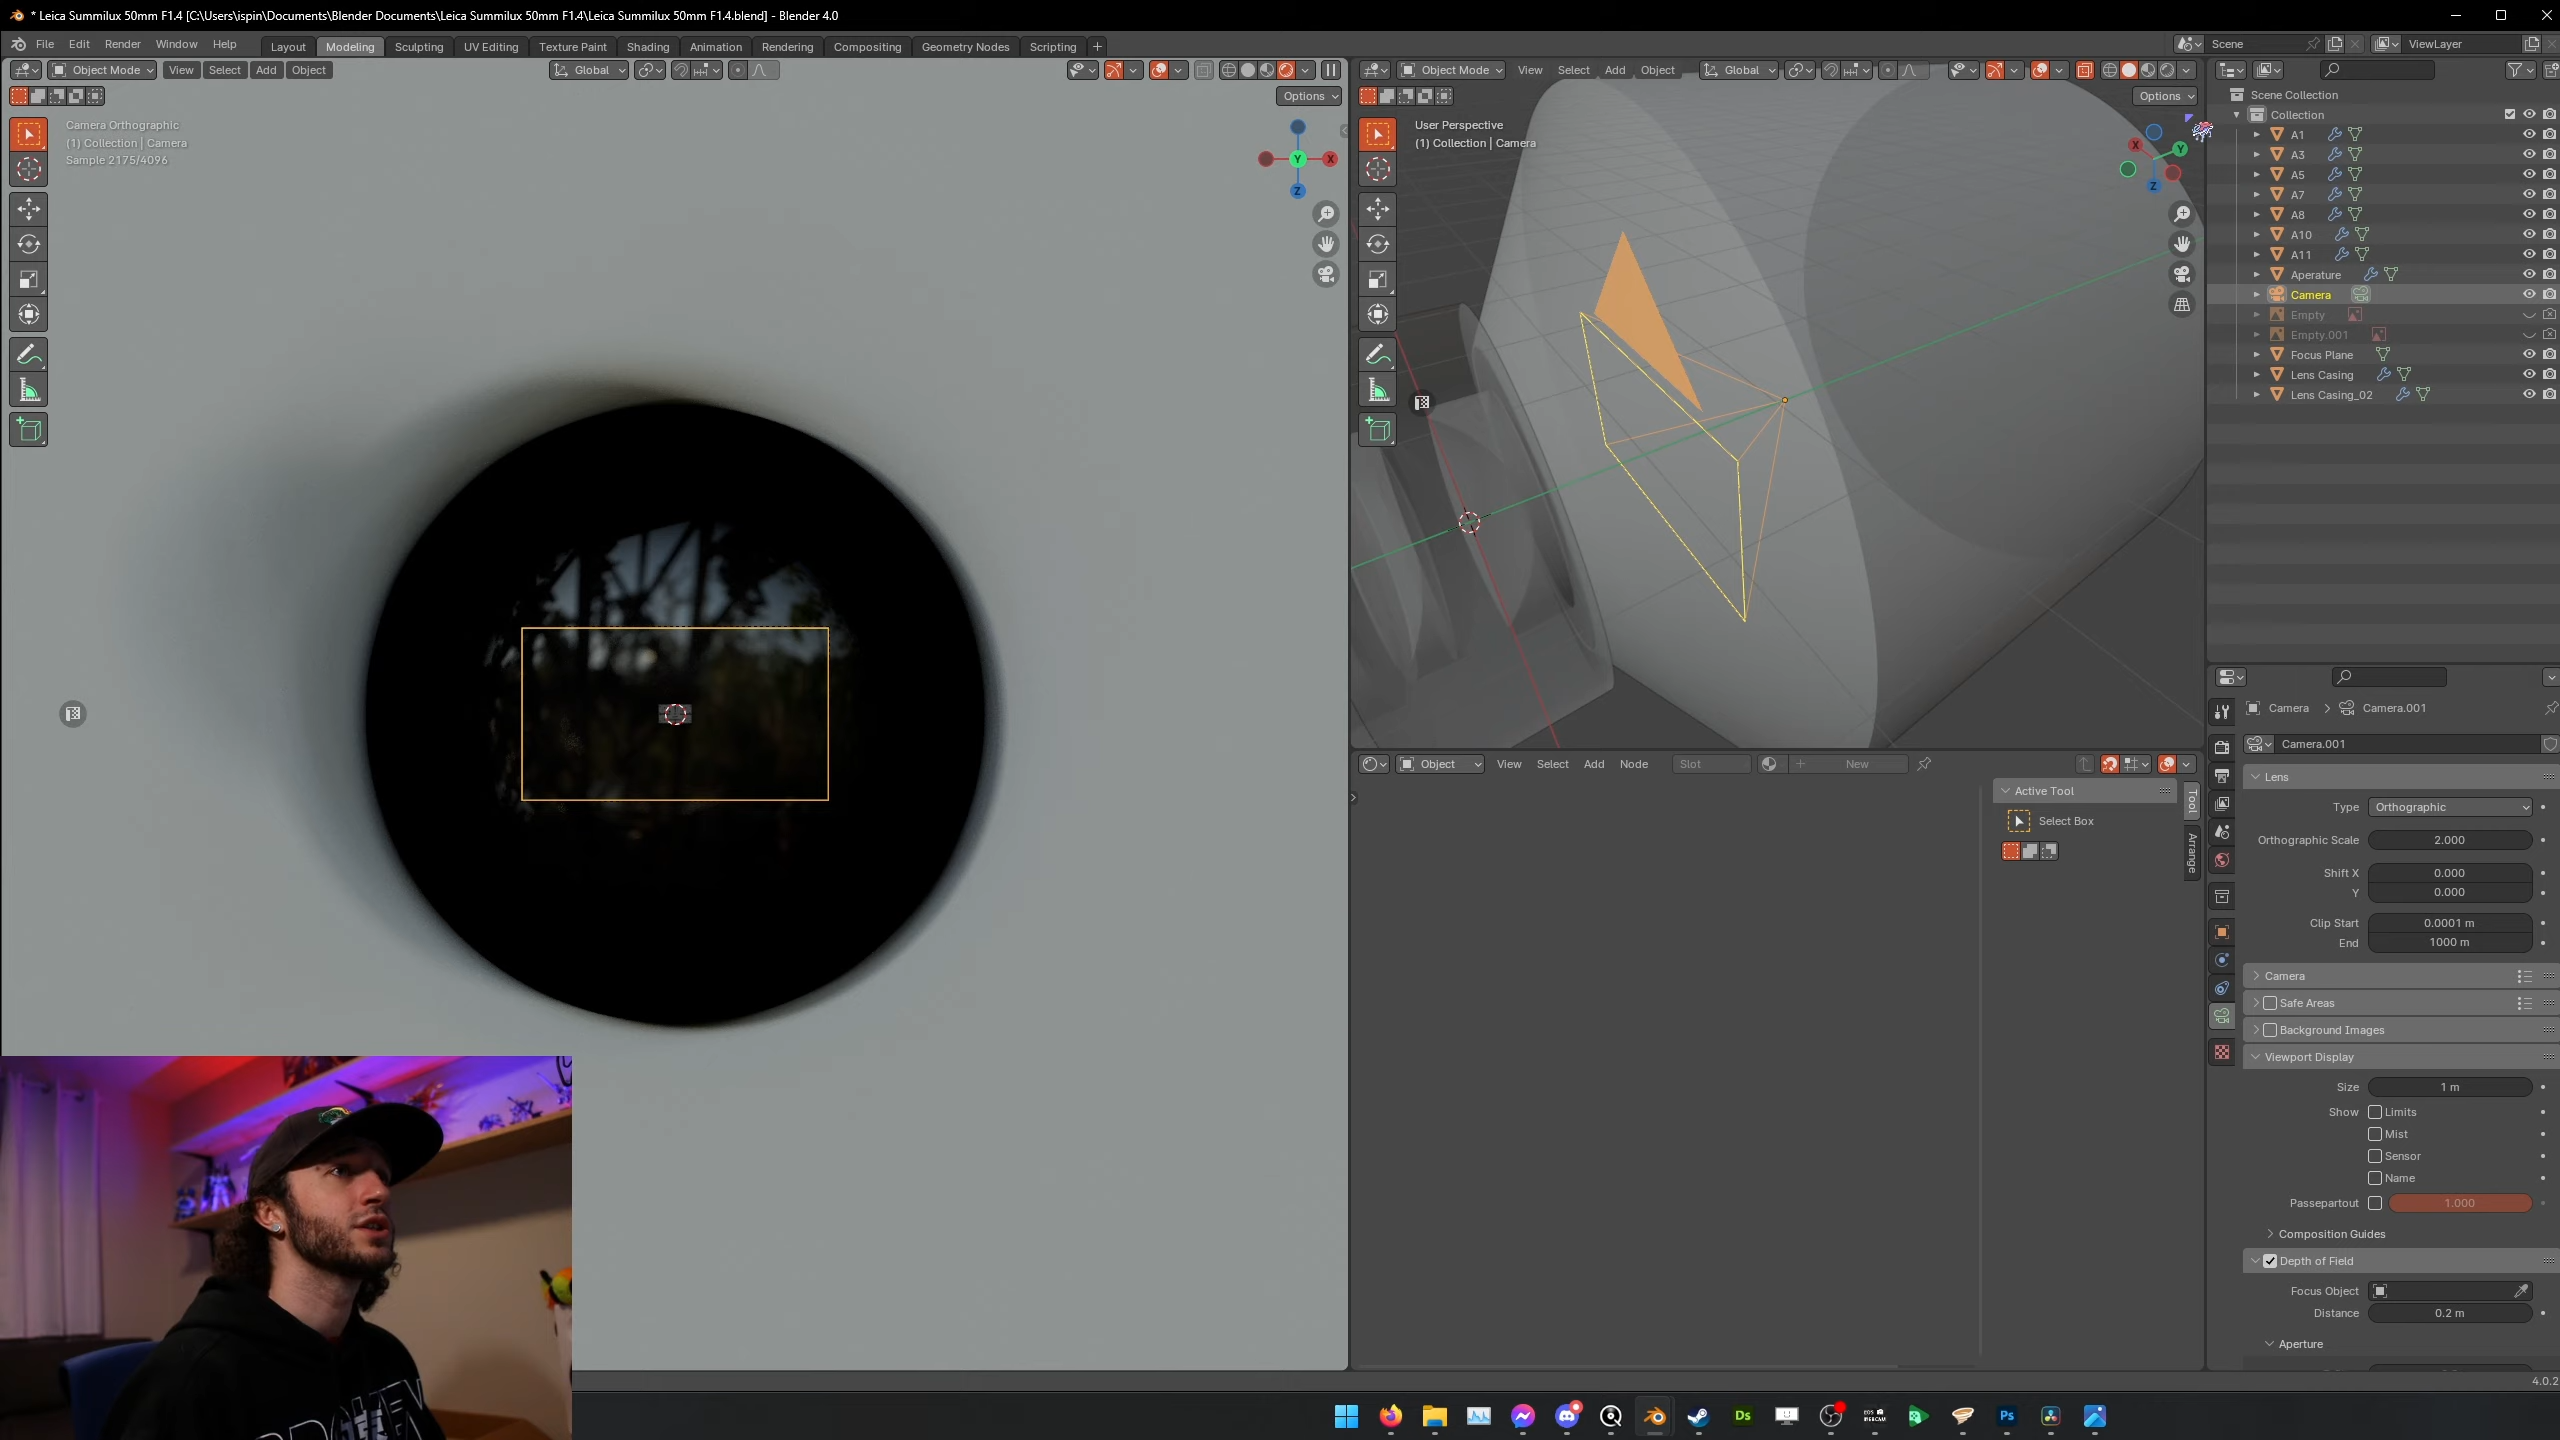 * Leica Summilux 50mm F1.4 [C:\Users\ispin\Documents\Blender Documents\Leica Summilux 50mm F1.4\Leica Summilux 50mm F1.4.blend] - Blender 4.0
File Edit Render Window Help Layout Modeling Sculpting UV Editing Texture Paint Shading Animation Rendering Compositing Geometry Nodes Scripting + Scene ViewLayer
Object Mode View Select Add Object Global
Options
Camera Orthographic
(1) Collection | Camera
Sample 2175/4096
Y X
Z
Object Mode View Select Add Object Global
Options
User Perspective
(1) Collection | Camera
X Y
Z
Scene Collection
Collection
A1
A3
A5
A7
A8
A10
A11
Aperature
Camera
Empty
Empty.001
Focus Plane
Lens Casing
Lens Casing_02
Object View Select Add Node Slot New
Active Tool
Select Box
Tool
Arrange
Camera > Camera.001
Camera.001
Lens
Type Orthographic
Orthographic Scale 2.000
Shift X 0.000
Y 0.000
Clip Start 0.0001 m
End 1000 m
Camera
Safe Areas
Background Images
Viewport Display
Size 1 m
Show Limits
Mist
Sensor
Name
Passepartout 1.000
Composition Guides
Depth of Field
Focus Object
Distance 0.2 m
Aperture
4.0.2
Ds
EOS
WEBCAM
Ps